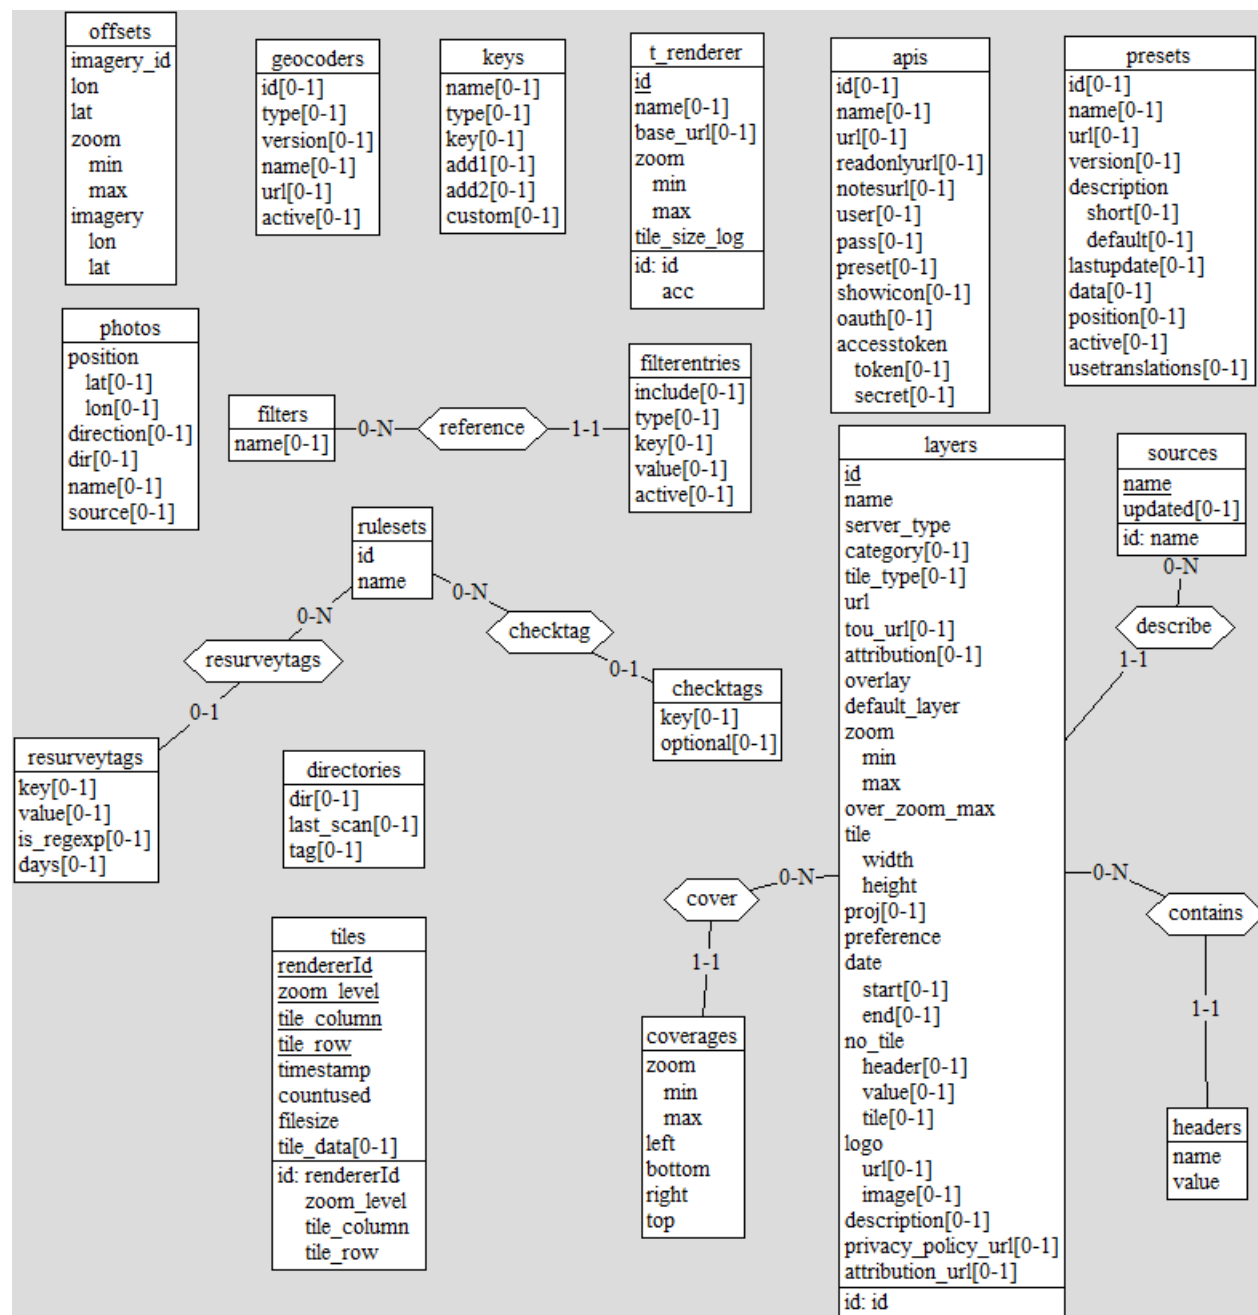 offsets
imagery_id
lon
lat
zoom
min
max
imagery
lon
lat
geocoders
id[0-1]
type[0-1]
version[0-1]
name[0-1]
url[0-1]
active[0-1]
keys
name[0-1]
type[0-1]
key[0-1]
add1[0-1]
add2[0-1]
custom[0-1]
t_renderer
id
name[0-1]
base_url[0-1]
zoom
min
max
tile_size_log
id: id
acc
apis
id[0-1]
name[0-1]
url[0-1]
readonlyurl[0-1]
notesurl[0-1]
user[0-1]
pass[0-1]
preset[0-1]
showicon[0-1]
oauth[0-1]
accesstoken
token[0-1]
secret[0-1]
presets
id[0-1]
name[0-1]
url[0-1]
version[0-1]
description
short[0-1]
default[0-1]
lastupdate[0-1]
data[0-1]
position[0-1]
active[0-1]
usetranslations[0-1]
photos
position
lat[0-1]
lon[0-1]
direction[0-1]
dir[0-1]
name[0-1]
source[0-1]
filters
name[0-1]
0-N
reference
1-1
filterentries
include[0-1]
type[0-1]
key[0-1]
value[0-1]
active[0-1]
rulesets
id
name
0-N
resurveytags
0-1
0-N
checktag
0-1
checktags
key[0-1]
optional[0-1]
resurveytags
key[0-1]
value[0-1]
is_regexp[0-1]
days[0-1]
directories
dir[0-1]
last_scan[0-1]
tag[0-1]
tiles
rendererId
zoom_level
tile_column
tile_row
timestamp
countused
filesize
tile_data[0-1]
id: rendererId
zoom_level
tile_column
tile_row
0-N
cover
1-1
coverages
zoom
min
max
left
bottom
right
top
layers
id
name
server_type
category[0-1]
tile_type[0-1]
url
tou_url[0-1]
attribution[0-1]
overlay
default_layer
zoom
min
max
over_zoom_max
tile
width
height
proj[0-1]
preference
date
start[0-1]
end[0-1]
no_tile
header[0-1]
value[0-1]
tile[0-1]
logo
url[0-1]
image[0-1]
description[0-1]
privacy_policy_url[0-1]
attribution_url[0-1]
id: id
sources
name
updated[0-1]
id: name
0-N
describe
1-1
0-N
contains
1-1
headers
name
value